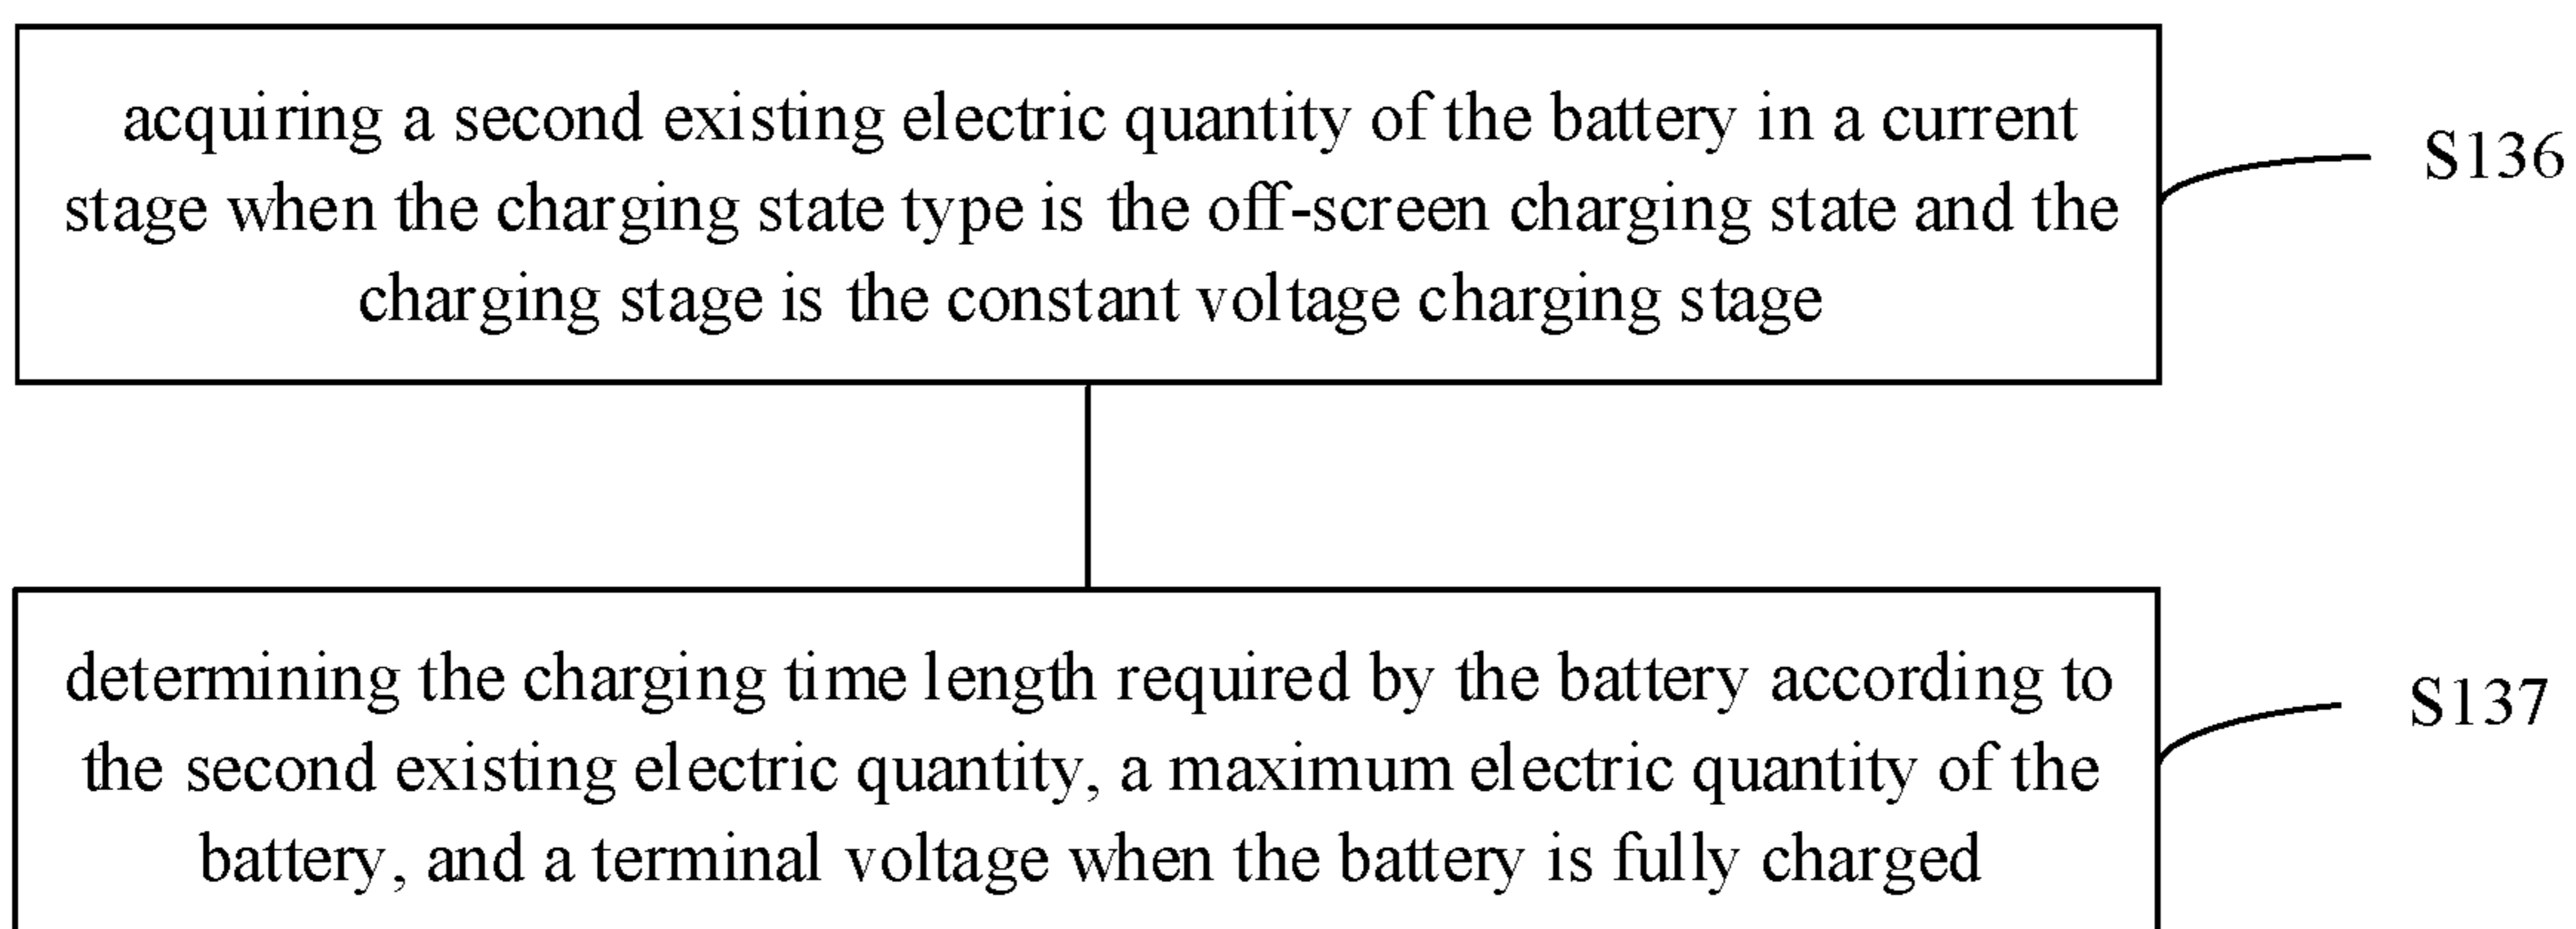 acquiring a second existing electric quantity of the battery in a current
stage when the charging state type is the off-screen charging state and the
charging stage is the constant voltage charging stage
S136
determining the charging time length required by the battery according to
the second existing electric quantity, a maximum electric quantity of the
battery, and a terminal voltage when the battery is fully charged
S137